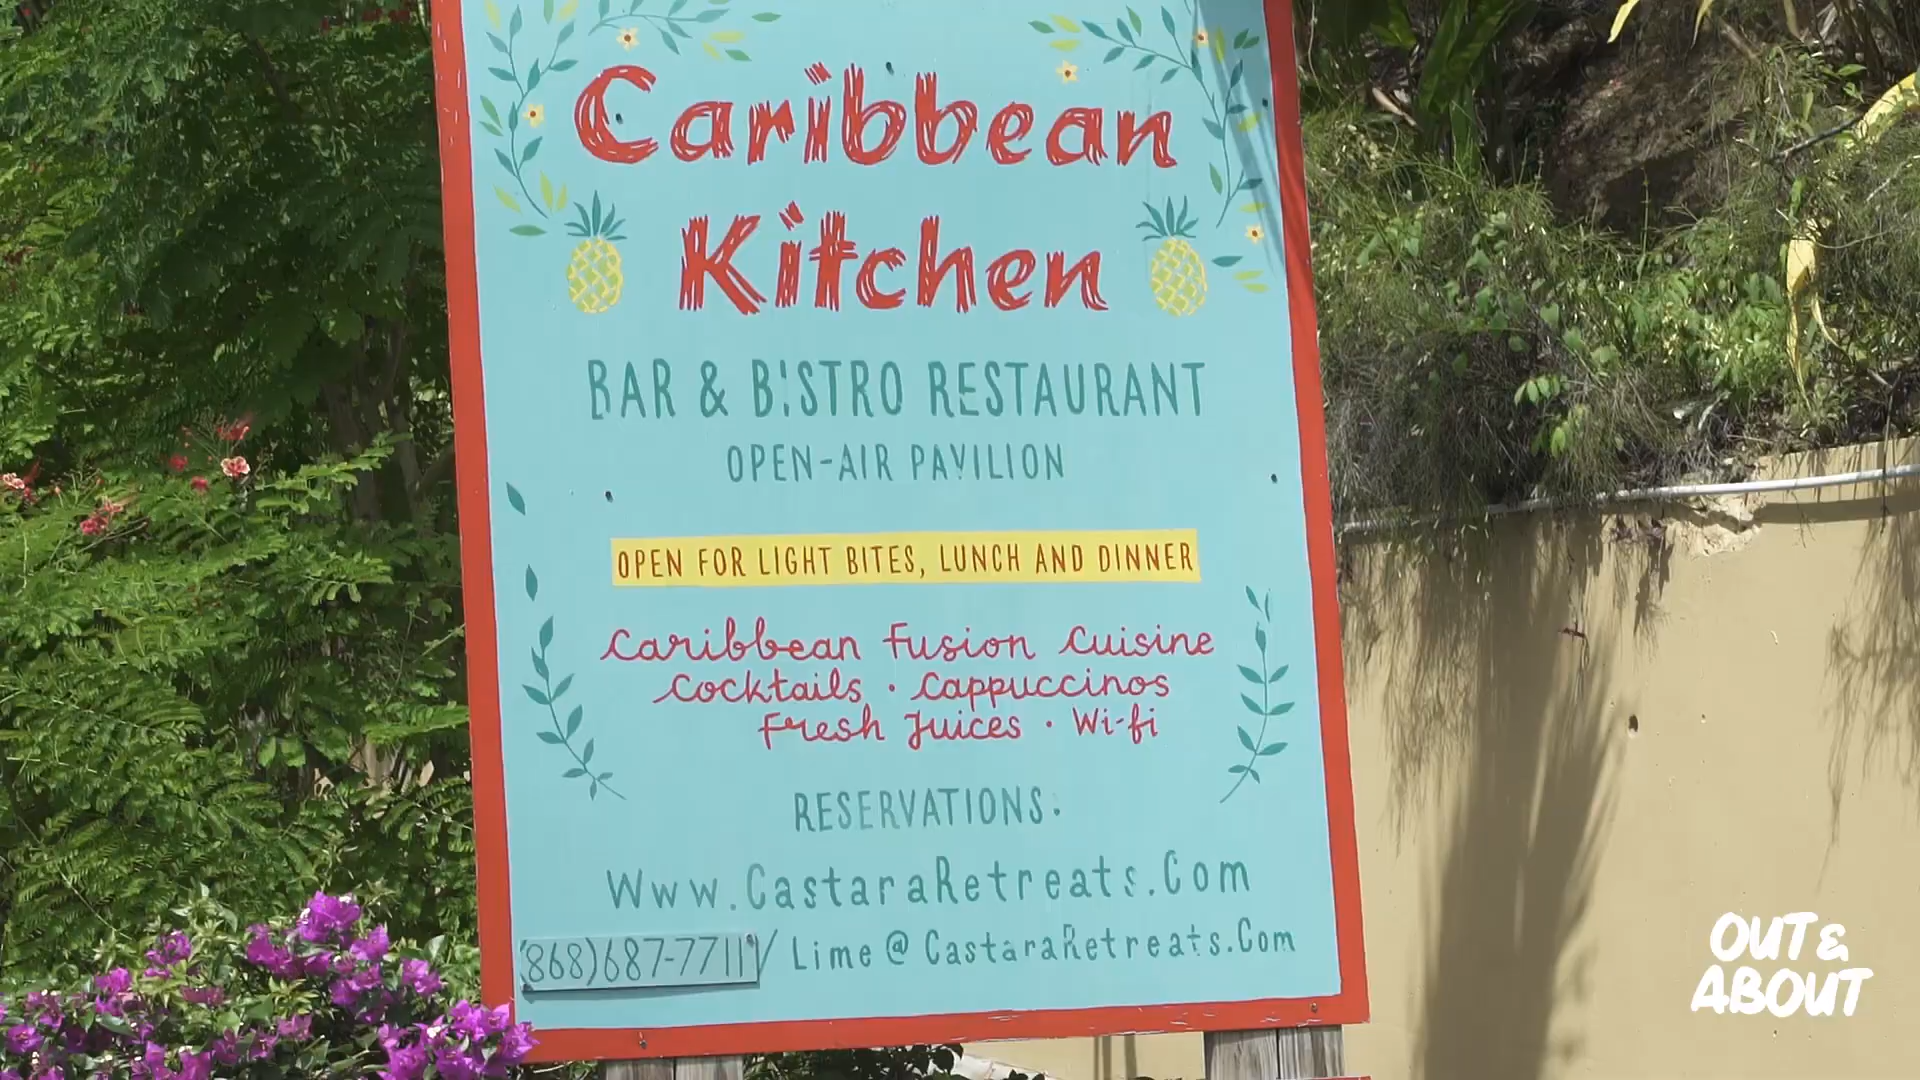 Caribbean
Kitchen
BAR & BISTRO RESTAURANT
OPEN-AIR PAVILION
OPEN FOR LIGHT BITES, LUNCH AND DINNER
Caribbean Fusion Cuisine
Cocktails · Cappuccinos
Fresh Juices · Wi-fi
RESERVATIONS:
Www.CastaraRetreats.Com
(868)687-7711 / Lime@CastaraRetreats.Com
OUT &
ABOUT